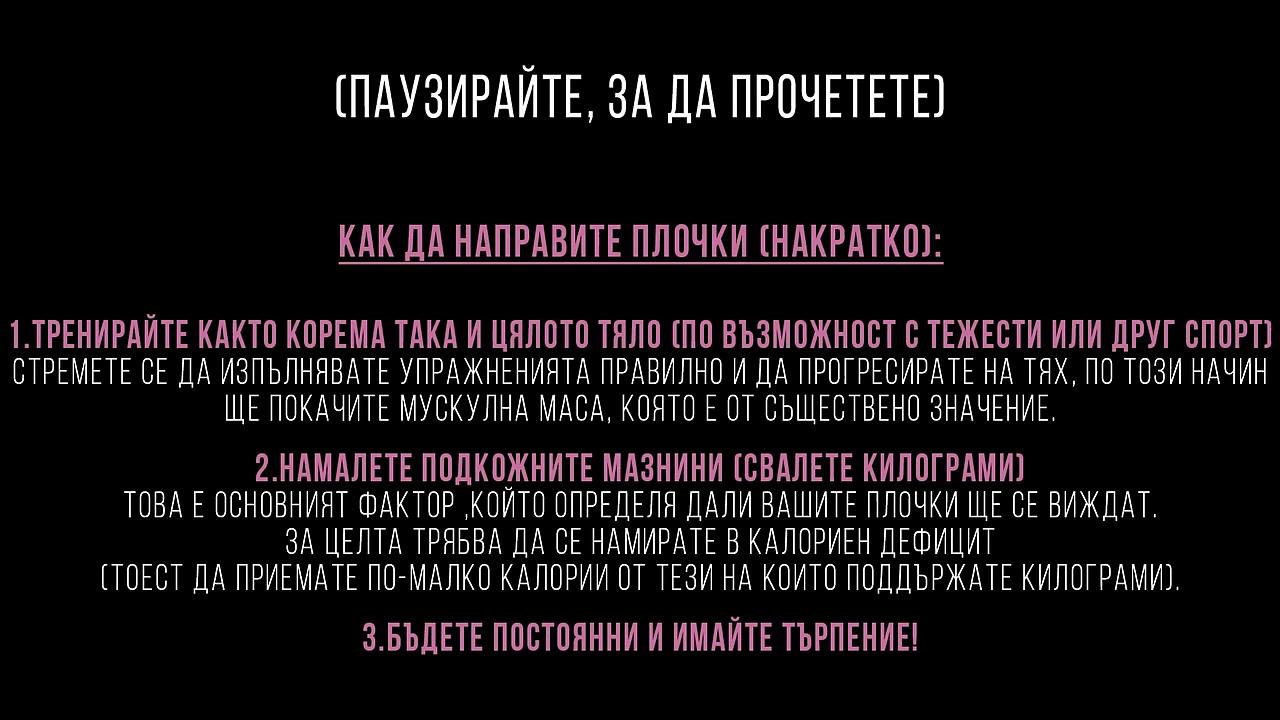 (ПАУЗИРАЙТЕ, ЗА ДА ПРОЧЕТЕТЕ)
КАК ДА НАПРАВИТЕ ПЛОЧКИ (НАКРАТКО):
1.ТРЕНИРАЙТЕ КАКТО КОРЕМА ТАКА И ЦЯЛОТО ТЯЛО (ПО ВЪЗМОЖНОСТ С ТЕЖЕСТИ ИЛИ ДРУГ СПОРТ)
СТРЕМЕТЕ СЕ ДА ИЗПЪЛНЯВАТЕ УПРАЖНЕНИЯТА ПРАВИЛНО И ДА ПРОГРЕСИРАТЕ НА ТЯХ, ПО ТОЗИ НАЧИН
ЩЕ ПОКАЧИТЕ МУСКУЛНА МАСА, КОЯТО Е ОТ СЪЩЕСТВЕНО ЗНАЧЕНИЕ.
2.НАМАЛЕТЕ ПОДКОЖНИТЕ МАЗНИНИ (СВАЛЕТЕ КИЛОГРАМИ)
ТОВА Е ОСНОВНИЯТ ФАКТОР ,КОЙТО ОПРЕДЕЛЯ ДАЛИ ВАШИТЕ ПЛОЧКИ ЩЕ СЕ ВИЖДАТ.
ЗА ЦЕЛТА ТРЯБВА ДА СЕ НАМИРАТЕ В КАЛОРИЕН ДЕФИЦИТ
(ТОЕСТ ДА ПРИЕМАТЕ ПО-МАЛКО КАЛОРИИ ОТ ТЕЗИ НА КОИТО ПОДДЪРЖАТЕ КИЛОГРАМИ).
3.БЪДЕТЕ ПОСТОЯННИ И ИМАЙТЕ ТЪРПЕНИЕ!